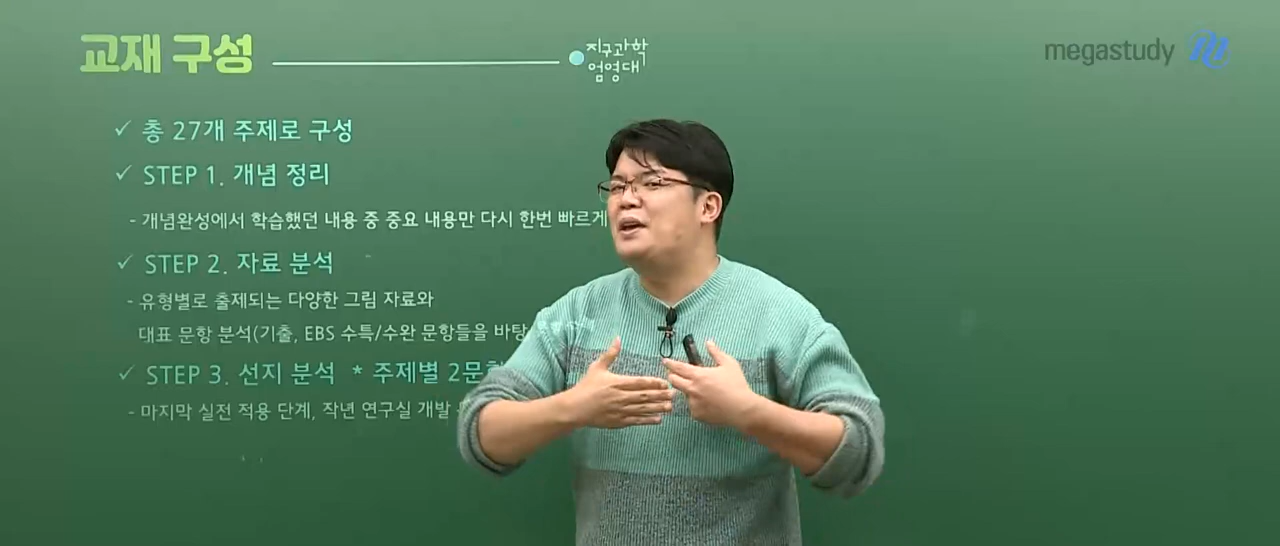 교재 구성
지구과학
엄영대
megastudy
✓ 총 27개 주제로 구성
✓ STEP 1. 개념 정리
- 개념완성에서 학습했던 내용 중 중요 내용만 다시 한번 빠르게
✓ STEP 2. 자료 분석
- 유형별로 출제되는 다양한 그림 자료와
대표 문항 분석(기출, EBS 수특/수완 문항들을 바탕
✓ STEP 3. 선지 분석 * 주제별 2문항
- 마지막 실전 적용 단계, 작년 연구실 개발